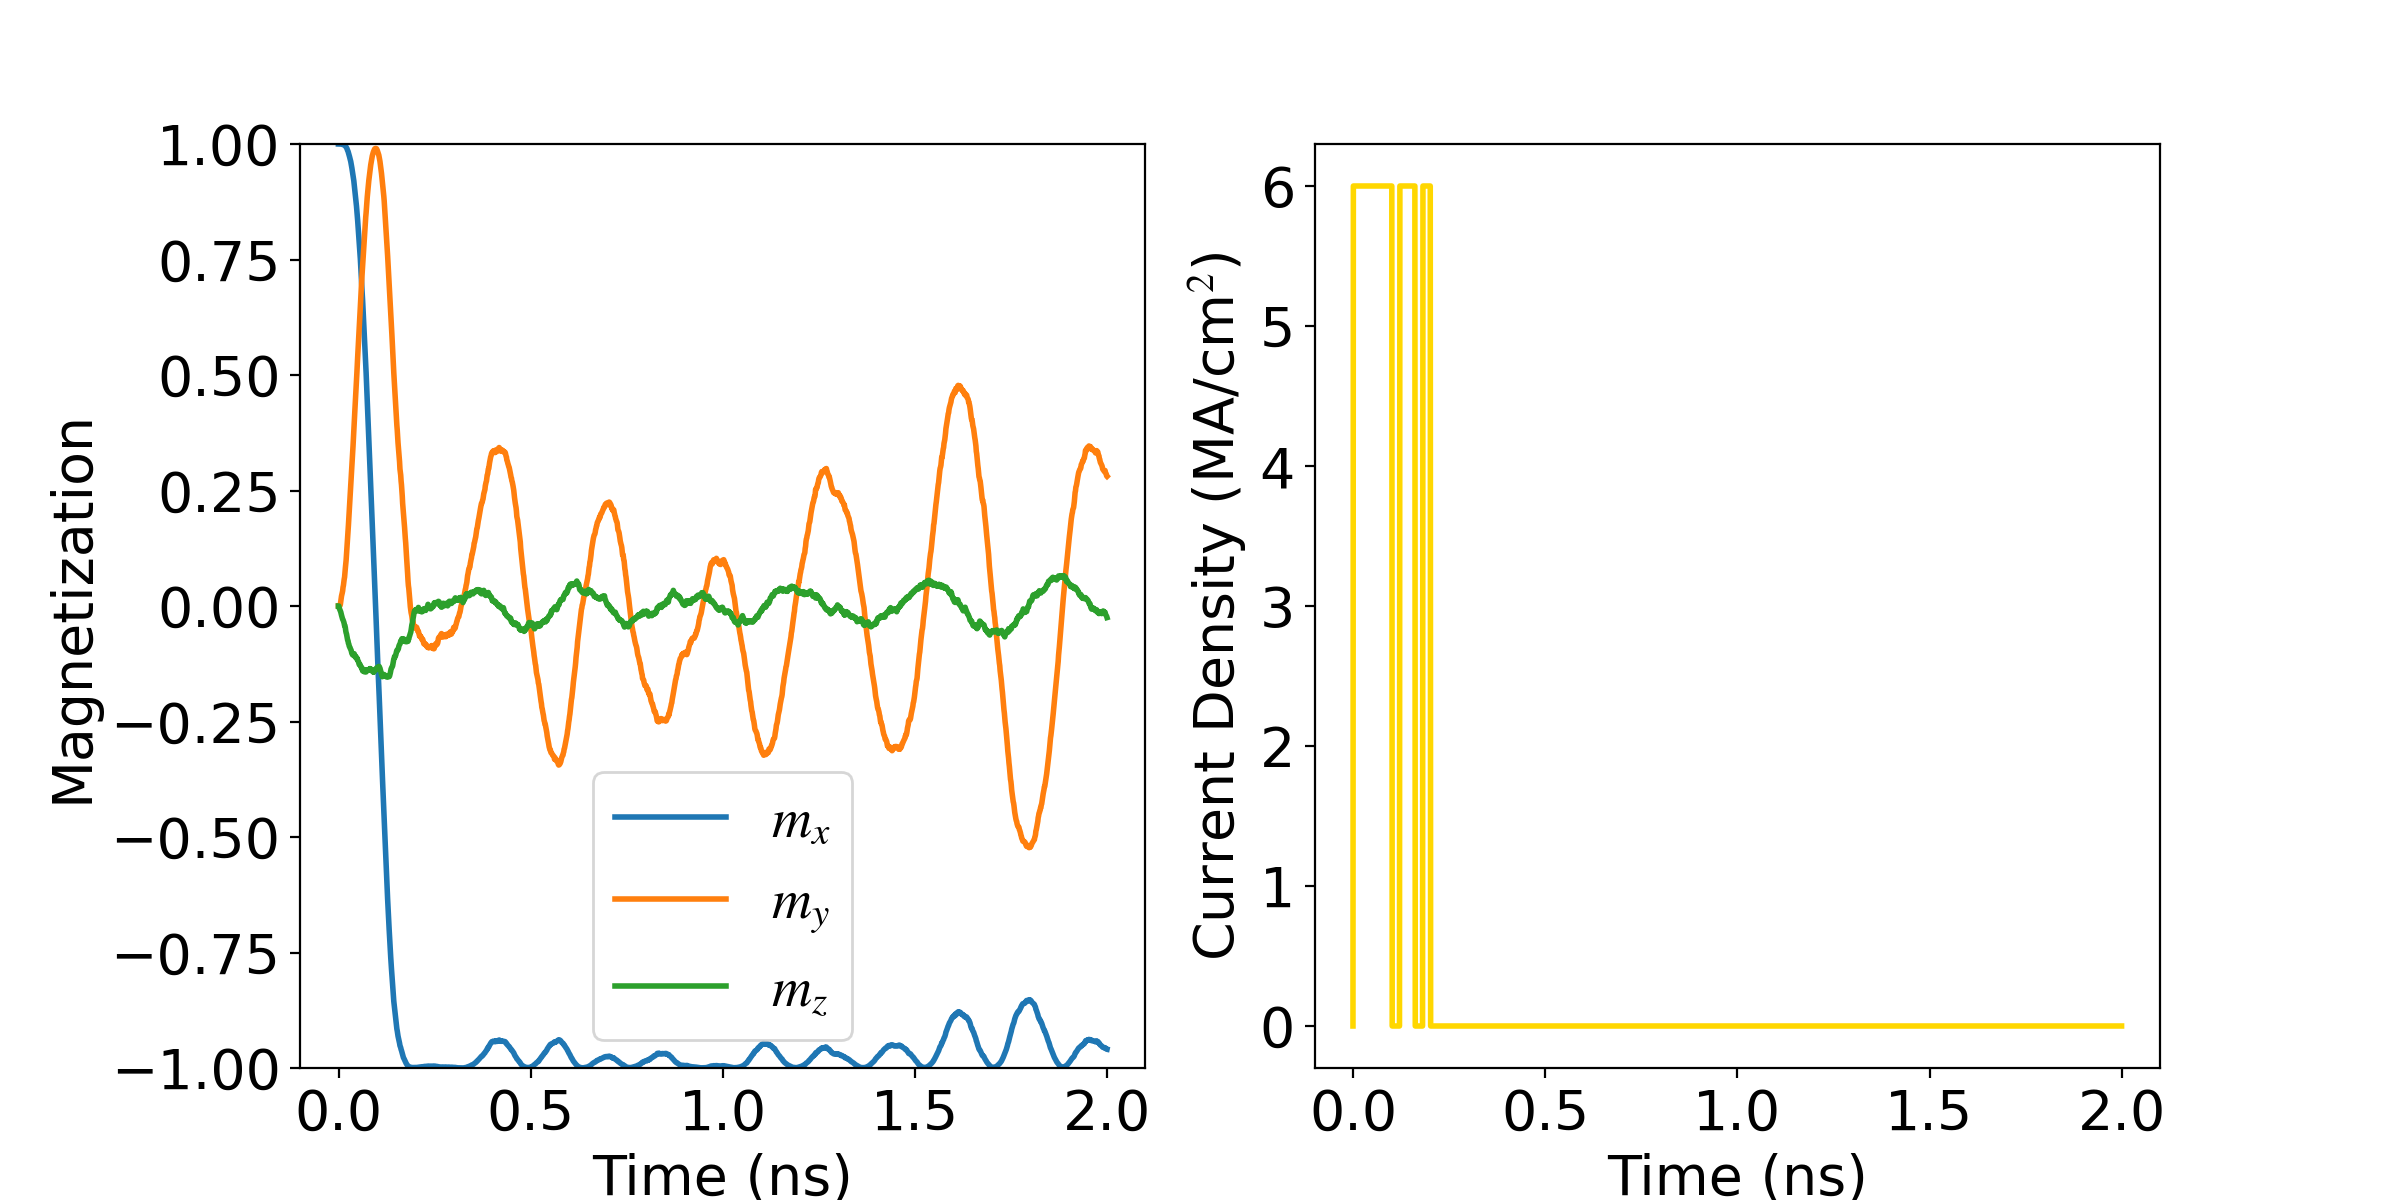 Magnetization
1.00
0.75
0.50
0.25
0.00
−0.25
−0.50
−0.75
−1.00
m_x
m_y
m_z
0.0 0.5 1.0 1.5 2.0
Time (ns)
Current Density (MA/cm²)
6
5
4
3
2
1
0
0.0 0.5 1.0 1.5 2.0
Time (ns)